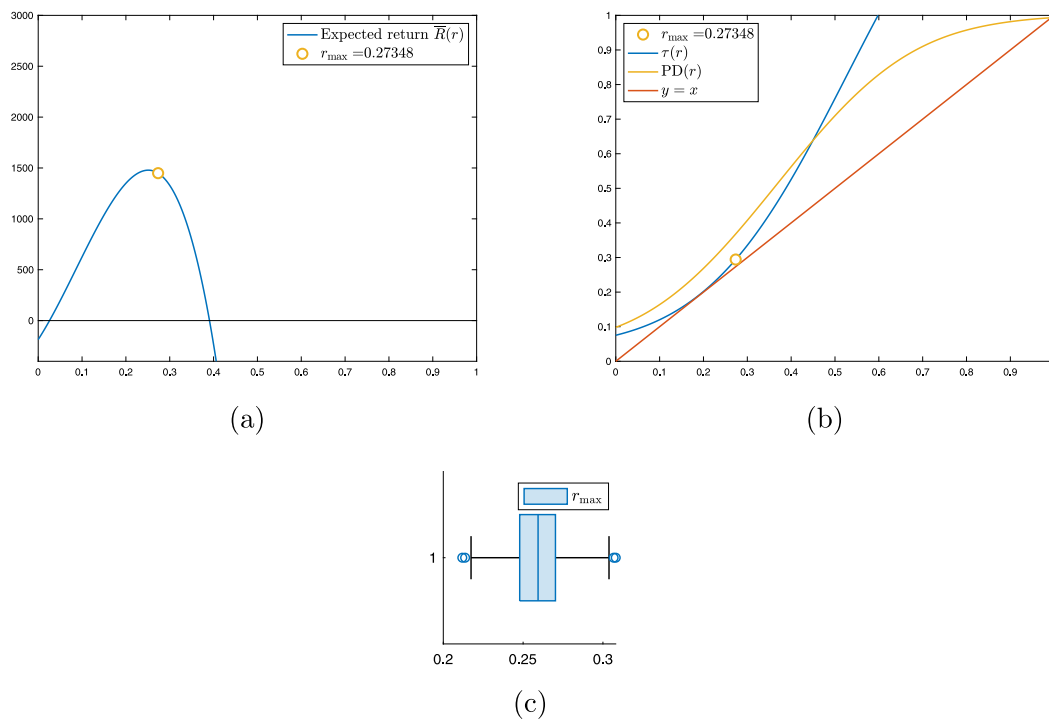 3000
2500
2000
1500
1000
500
0
0 0.1 0.2 0.3 0.4 0.5 0.6 0.7 0.8 0.9 1
Expected return R̅(r)
r_max =0.27348
(a)
1
0.9
0.8
0.7
0.6
0.5
0.4
0.3
0.2
0.1
0
0 0.1 0.2 0.3 0.4 0.5 0.6 0.7 0.8 0.9
r_max =0.27348
τ(r)
PD(r)
y = x
(b)
r_max
1
0.2 0.25 0.3
(c)